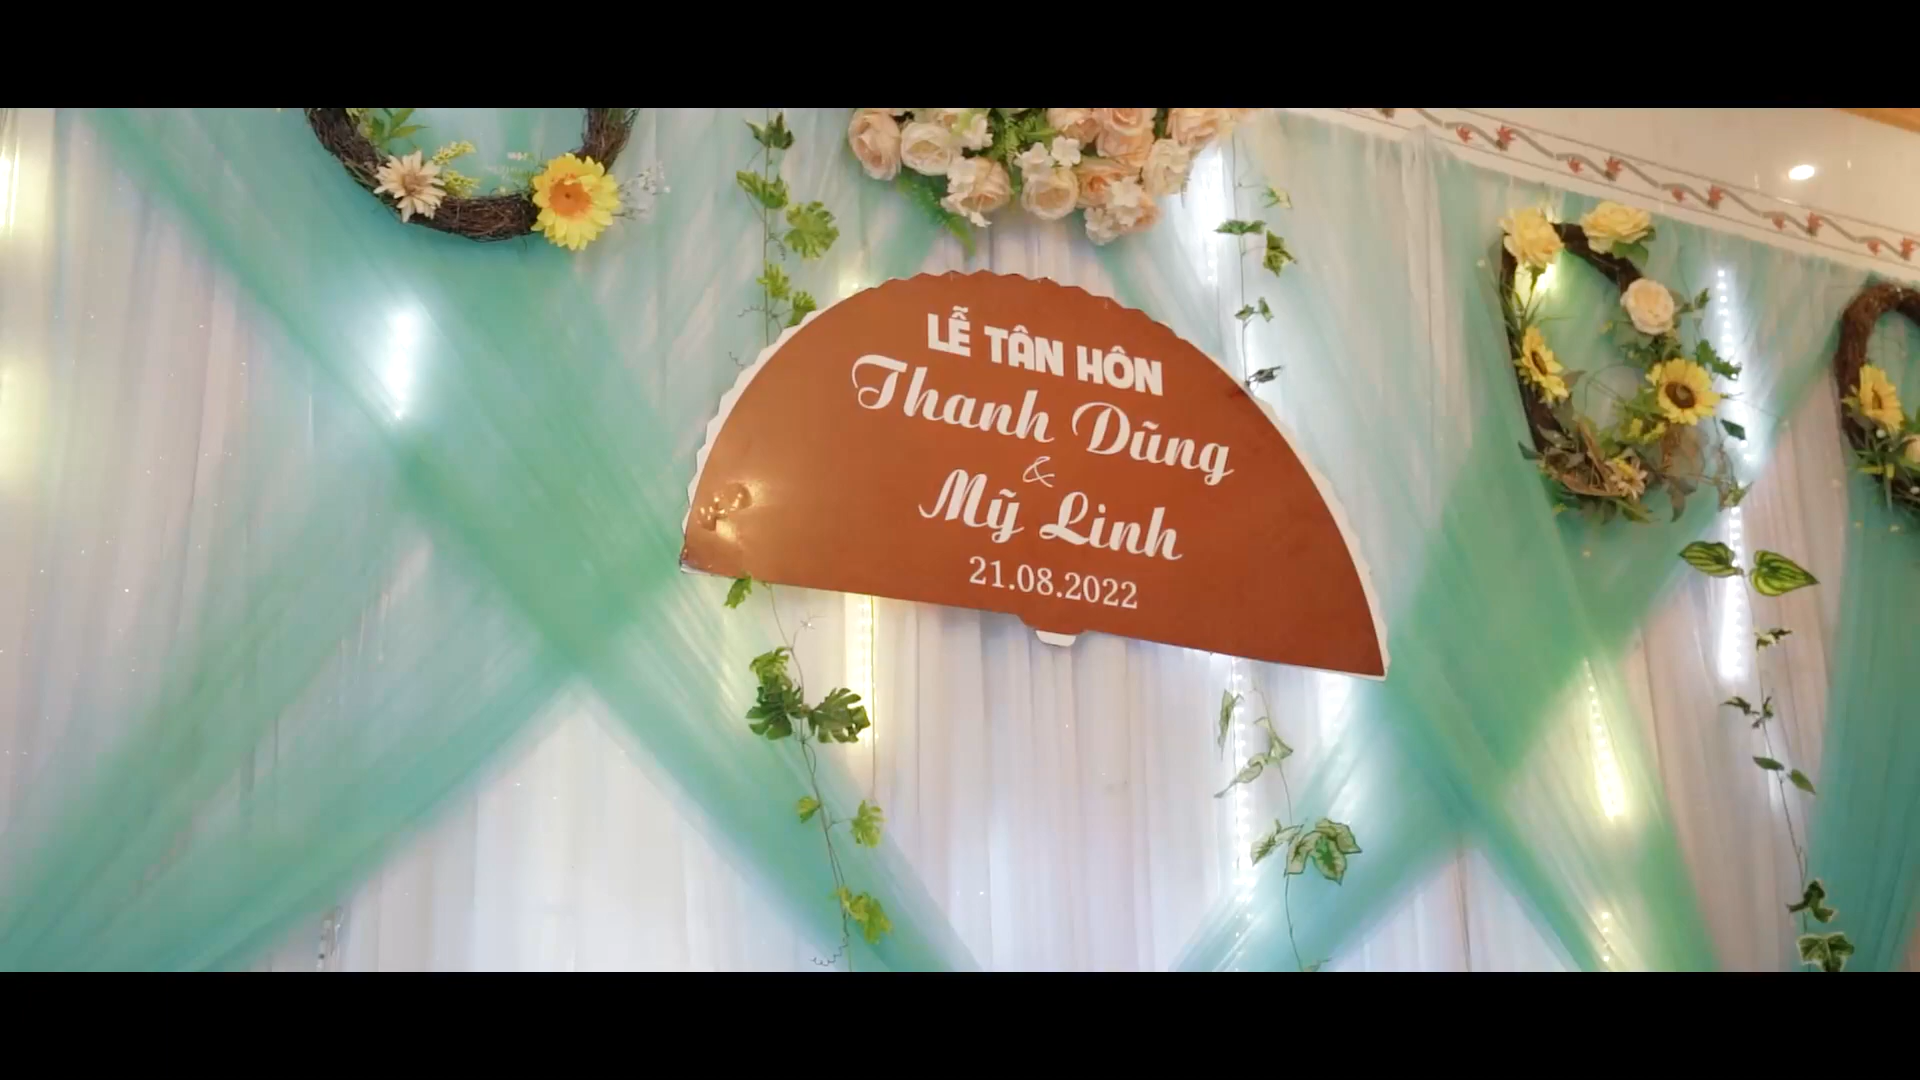 LỄ TÂN HÔN
Thanh Dũng
&
Mỹ Linh
21.08.2022